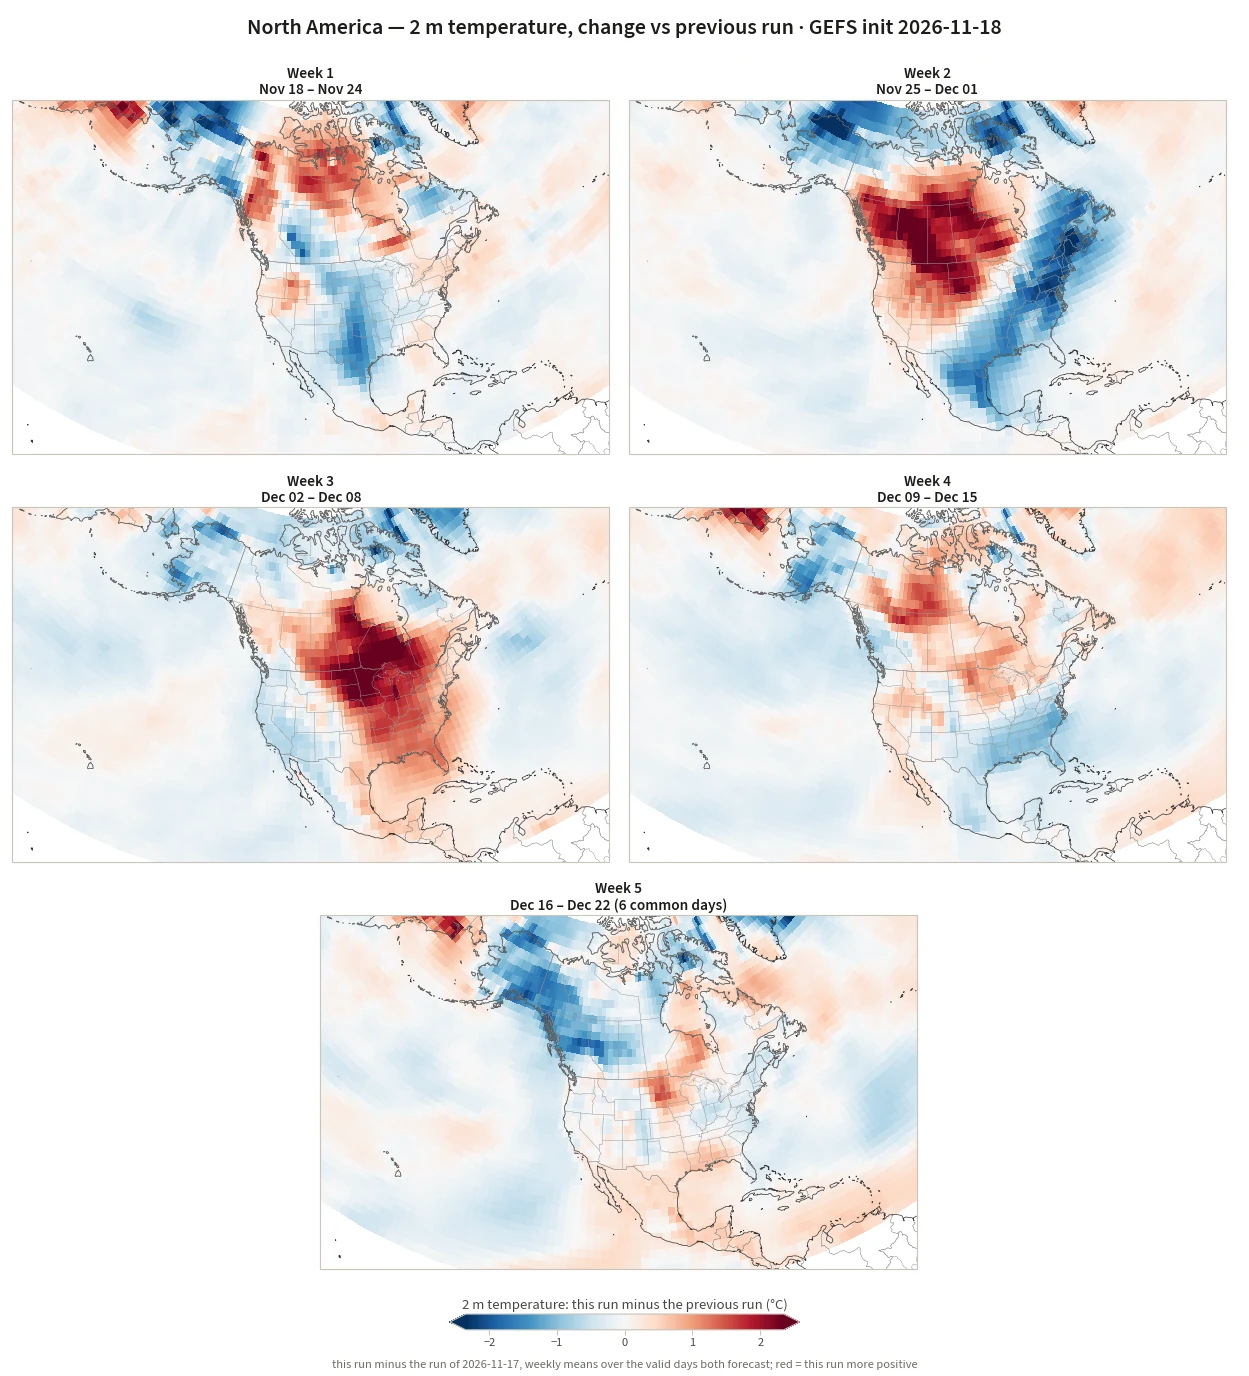 North America — 2 m temperature, change vs previous run · GEFS init 2026-11-18
Week 1
Nov 18 – Nov 24
Week 2
Nov 25 – Dec 01
Week 3
Dec 02 – Dec 08
Week 4
Dec 09 – Dec 15
Week 5
Dec 16 – Dec 22 (6 common days)
2 m temperature: this run minus the previous run (°C)
−2 −1 0 1 2
this run minus the run of 2026-11-17, weekly means over the valid days both forecast; red = this run more positive